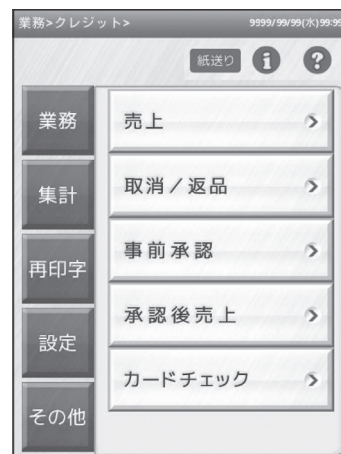 業務>クレジット> 9999/99/99(水)99:99
紙送り i ?
業務
集計
再印字
設定
その他
売上
取消／返品
事前承認
承認後売上
カードチェック